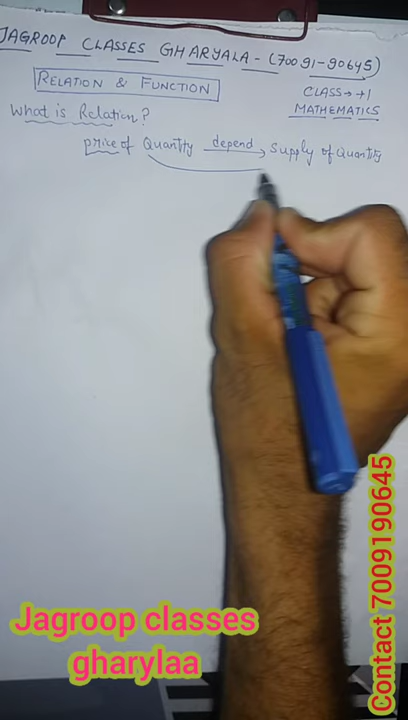 JAGROOP CLASSES GHARYALA - (70091-90645)
RELATION & FUNCTION
CLASS → +1
MATHEMATICS
What is Relation?
price of Quantity depend Supply of Quantity
Jagroop classes
gharylaa
Contact 7009190645